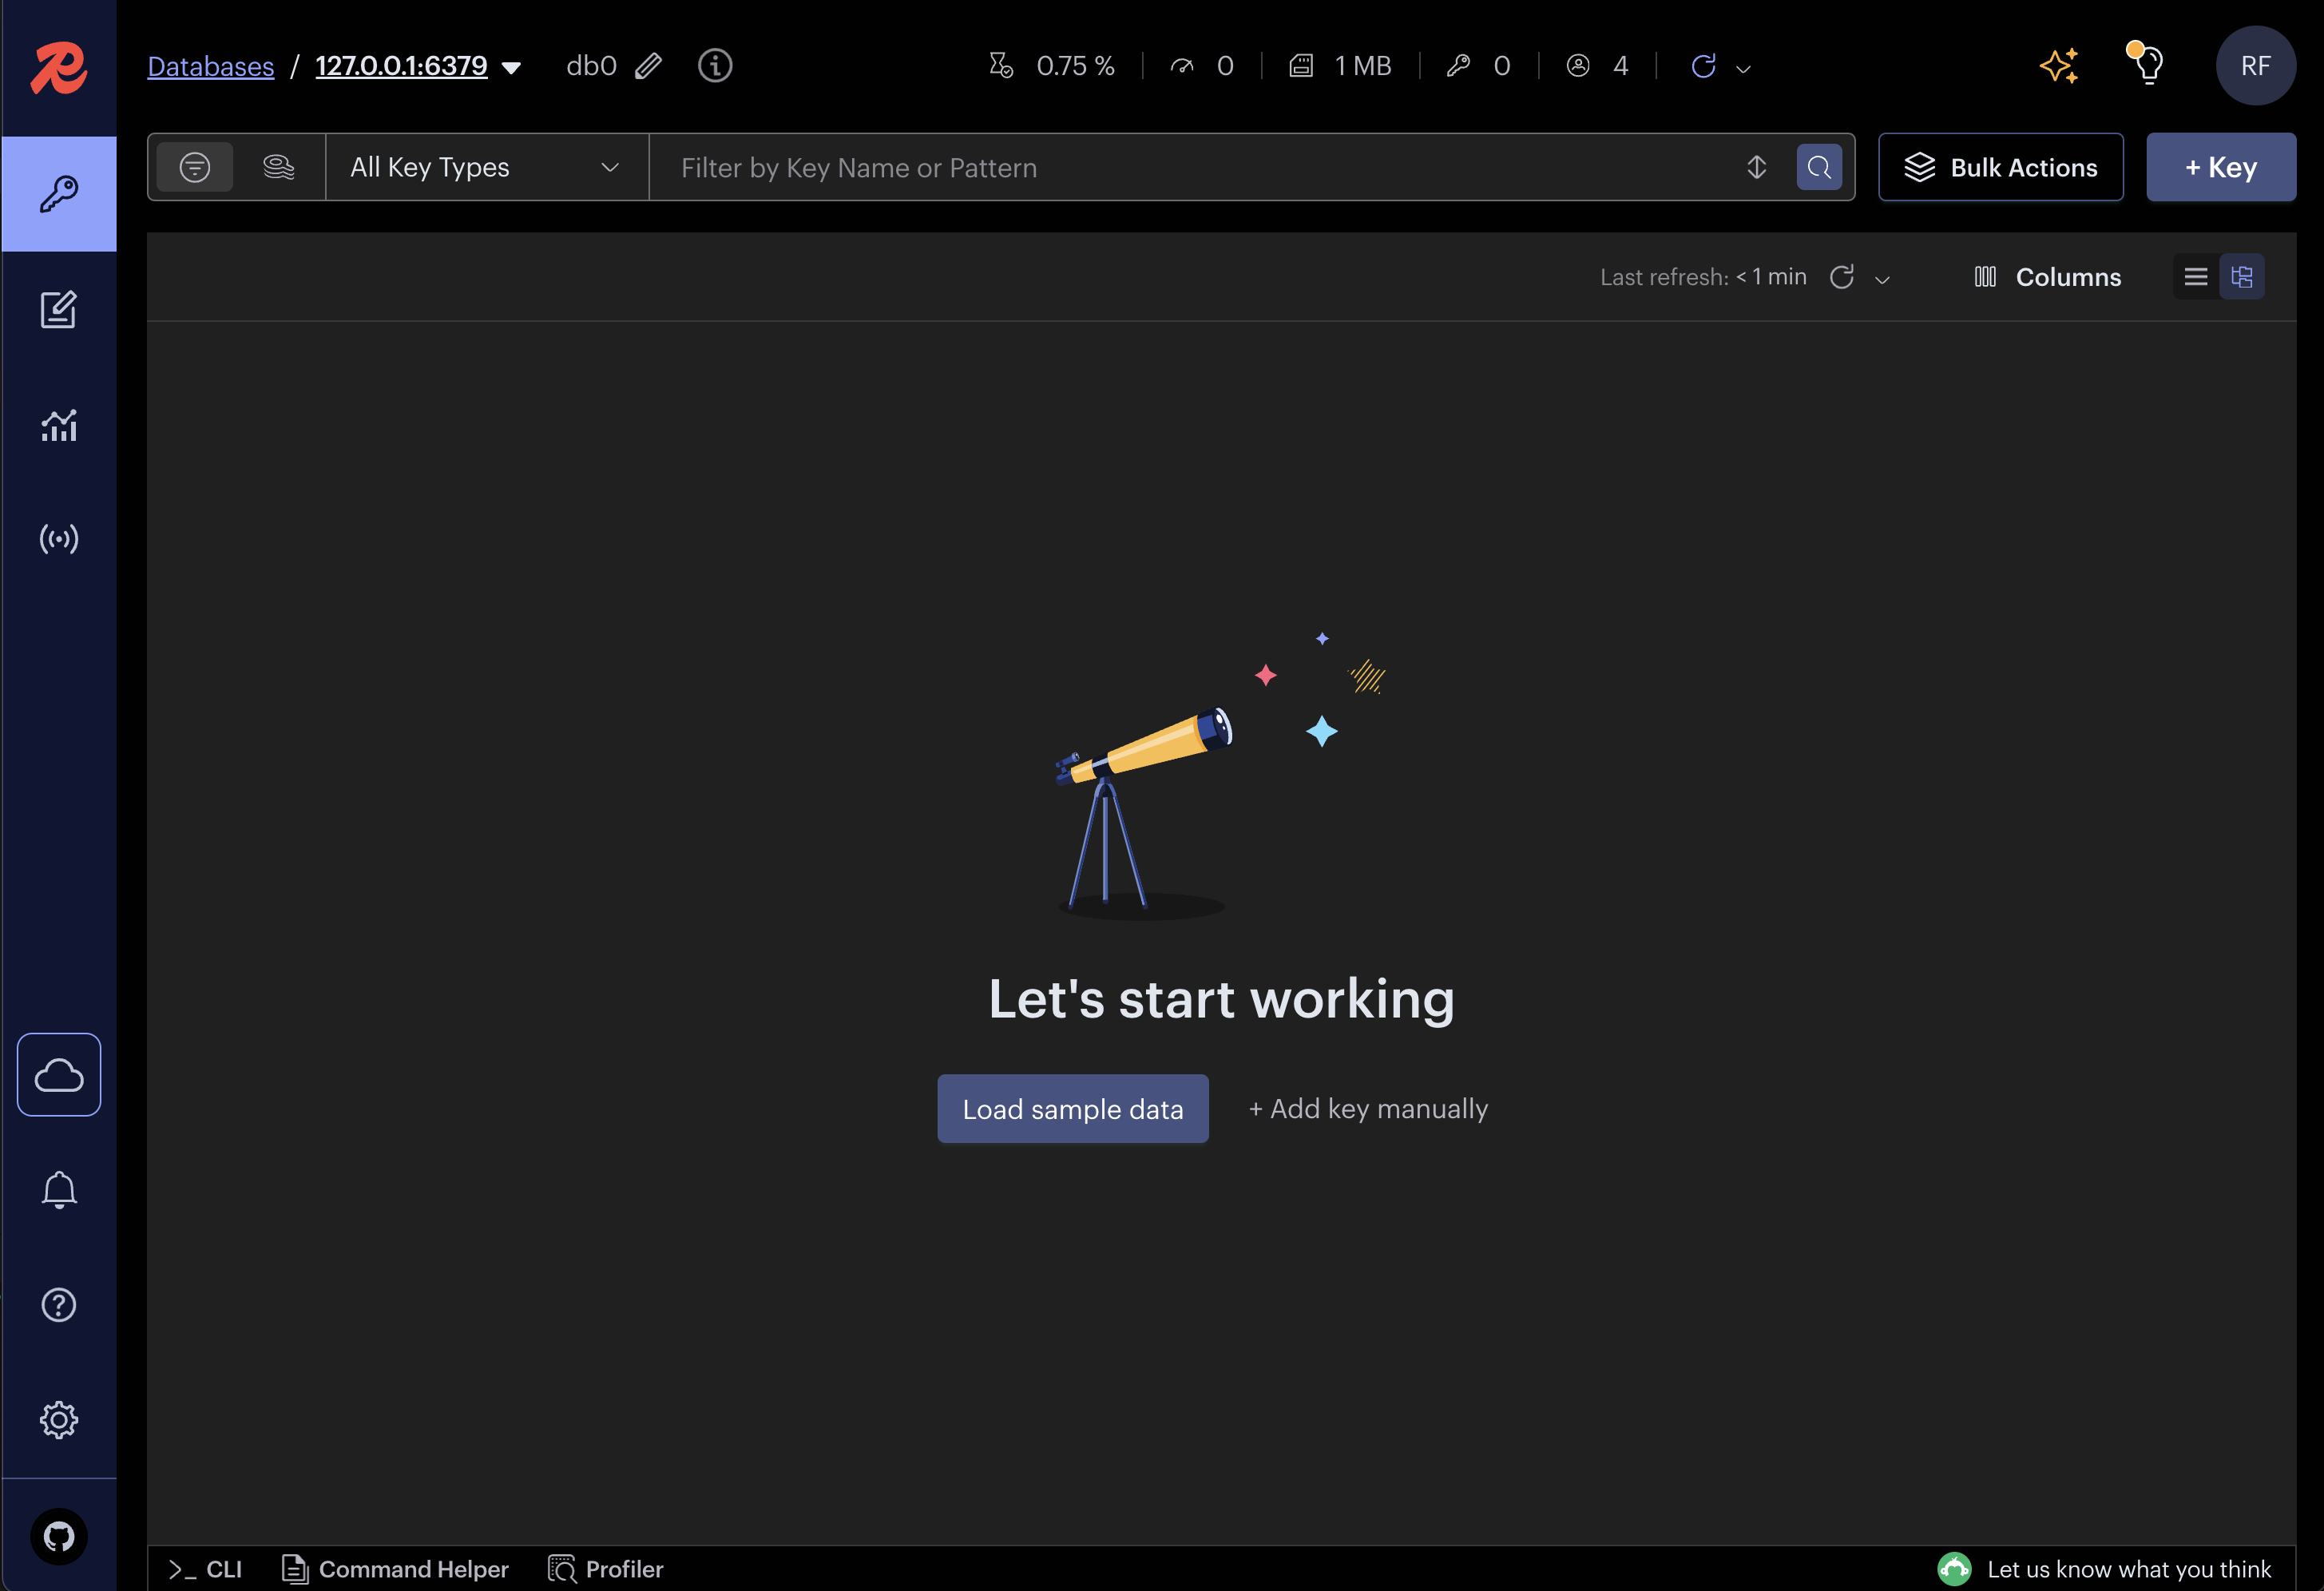 Databases / 127.0.0.1:6379 db0 0.75 % 0 1 MB 0 4 RF
All Key Types Filter by Key Name or Pattern Bulk Actions + Key
Last refresh: < 1 min Columns
Let's start working
Load sample data + Add key manually
>_ CLI Command Helper Profiler Let us know what you think